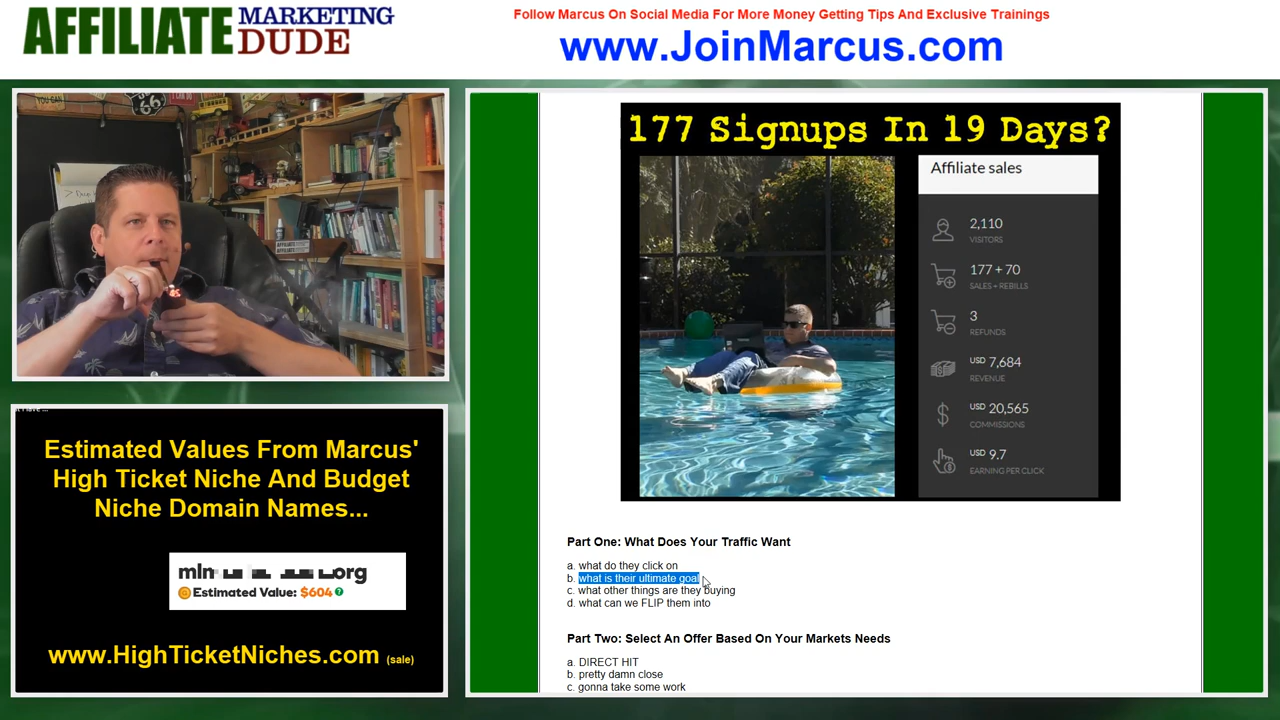 AFFILIATE MARKETING
DUDE
Follow Marcus On Social Media For More Money Getting Tips And Exclusive Trainings
www.JoinMarcus.com
YOU CAN
66
177 Signups In 19 Days?
Affiliate sales
2,110
VISITORS
177 + 70
SALES + REBILLS
3
REFUNDS
USD 7,684
REVENUE
USD 20,565
COMMISSIONS
USD 9.7
EARNING PER CLICK
Estimated Values From Marcus'
High Ticket Niche And Budget
Niche Domain Names...
Estimated Value: $604
www.HighTicketNiches.com (sale)
Part One: What Does Your Traffic Want
a. what do they click on
b. what is their ultimate goal
c. what other things are they buying
d. what can we FLIP them into
Part Two: Select An Offer Based On Your Markets Needs
a. DIRECT HIT
b. pretty damn close
c. gonna take some work